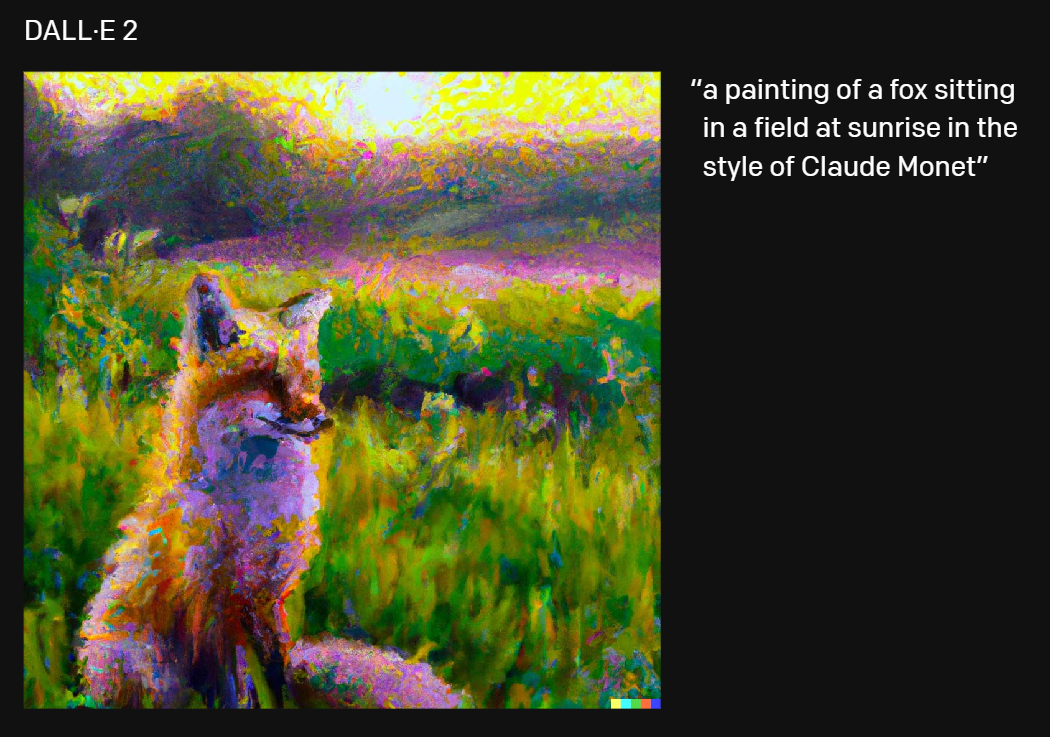 DALL·E 2
“a painting of a fox sitting
in a field at sunrise in the
style of Claude Monet”